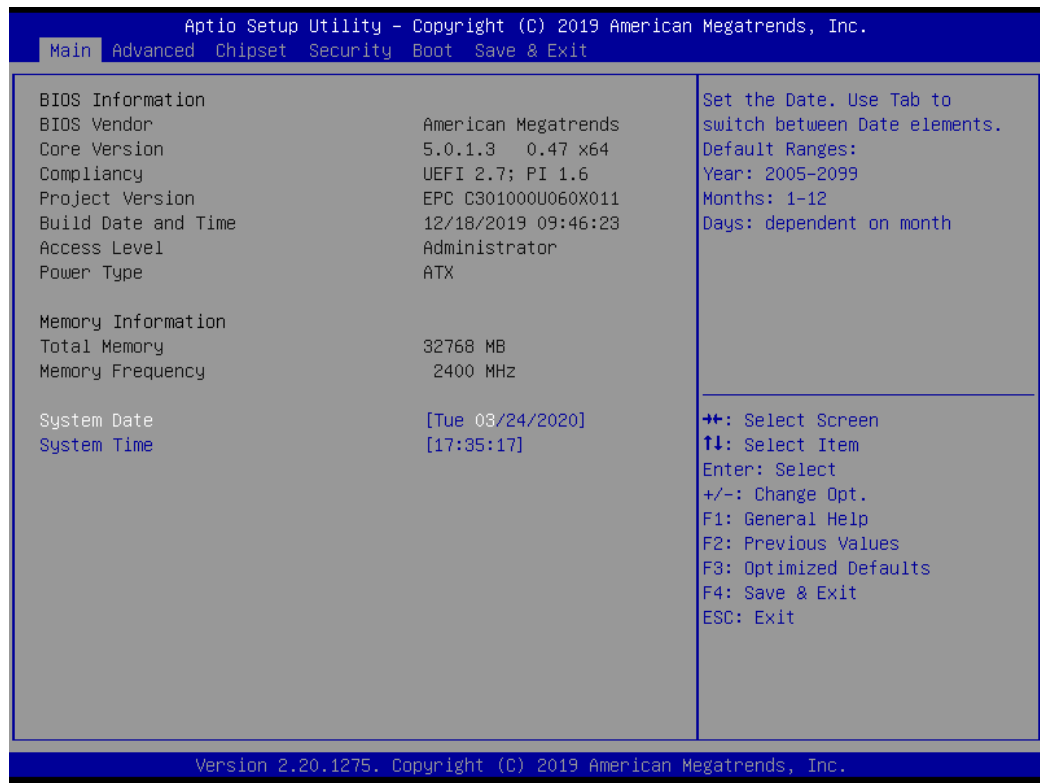 Aptio Setup Utility – Copyright (C) 2019 American Megatrends, Inc.
Main Advanced Chipset Security Boot Save & Exit
BIOS Information
BIOS Vendor American Megatrends
Core Version 5.0.1.3 0.47 x64
Compliancy UEFI 2.7; PI 1.6
Project Version EPC C301000U060X011
Build Date and Time 12/18/2019 09:46:23
Access Level Administrator
Power Type ATX
Memory Information
Total Memory 32768 MB
Memory Frequency 2400 MHz
System Date [Tue 03/24/2020]
System Time [17:35:17]
Set the Date. Use Tab to
switch between Date elements.
Default Ranges:
Year: 2005-2099
Months: 1-12
Days: dependent on month
→←: Select Screen
↑↓: Select Item
Enter: Select
+/-: Change Opt.
F1: General Help
F2: Previous Values
F3: Optimized Defaults
F4: Save & Exit
ESC: Exit
Version 2.20.1275. Copyright (C) 2019 American Megatrends, Inc.